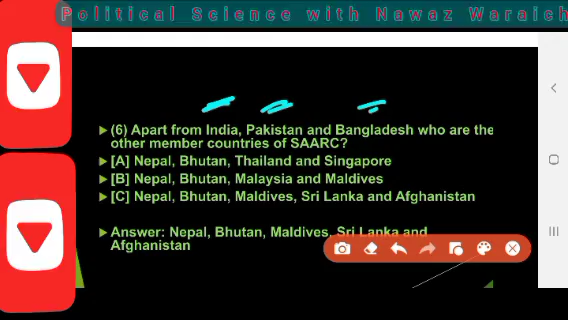 Political Science with Nawaz Waraich
(6) Apart from India, Pakistan and Bangladesh who are the
other member countries of SAARC?
[A] Nepal, Bhutan, Thailand and Singapore
[B] Nepal, Bhutan, Malaysia and Maldives
[C] Nepal, Bhutan, Maldives, Sri Lanka and Afghanistan
Answer: Nepal, Bhutan, Maldives, Sri Lanka and
Afghanistan